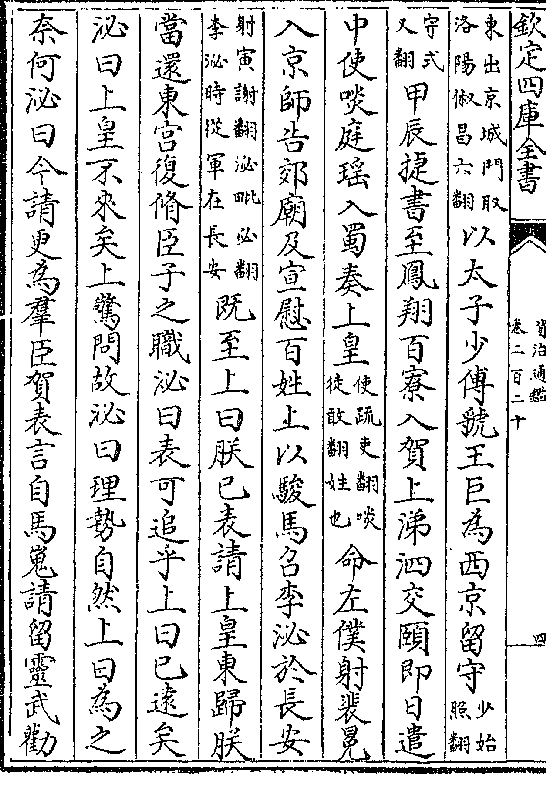 欽定四庫全書
資治通鑑
卷二百二十
四
東出京城門取
洛陽俶昌六翻
以太子少傅虢王巨為西京留守
少始
照翻
守式
又翻
甲辰捷書至鳳翔百寮入賀上涕泗交頤即日遣
中使啖庭瑶入蜀奏上皇
使疏吏翻啖
徒敢翻姓也
命左僕射裴冕
入京師告郊廟及宣慰百姓上以駿馬召李泌於長安
射寅謝翻泌毗必翻
李泌時從軍在長安
既至上曰朕已表請上皇東歸朕
當還東宫復脩臣子之職泌曰表可追乎上曰已遠矣
泌曰上皇不來矣上驚問故泌曰理勢自然上曰為之
奈何泌曰今請更為羣臣賀表言自馬嵬請留靈武勸